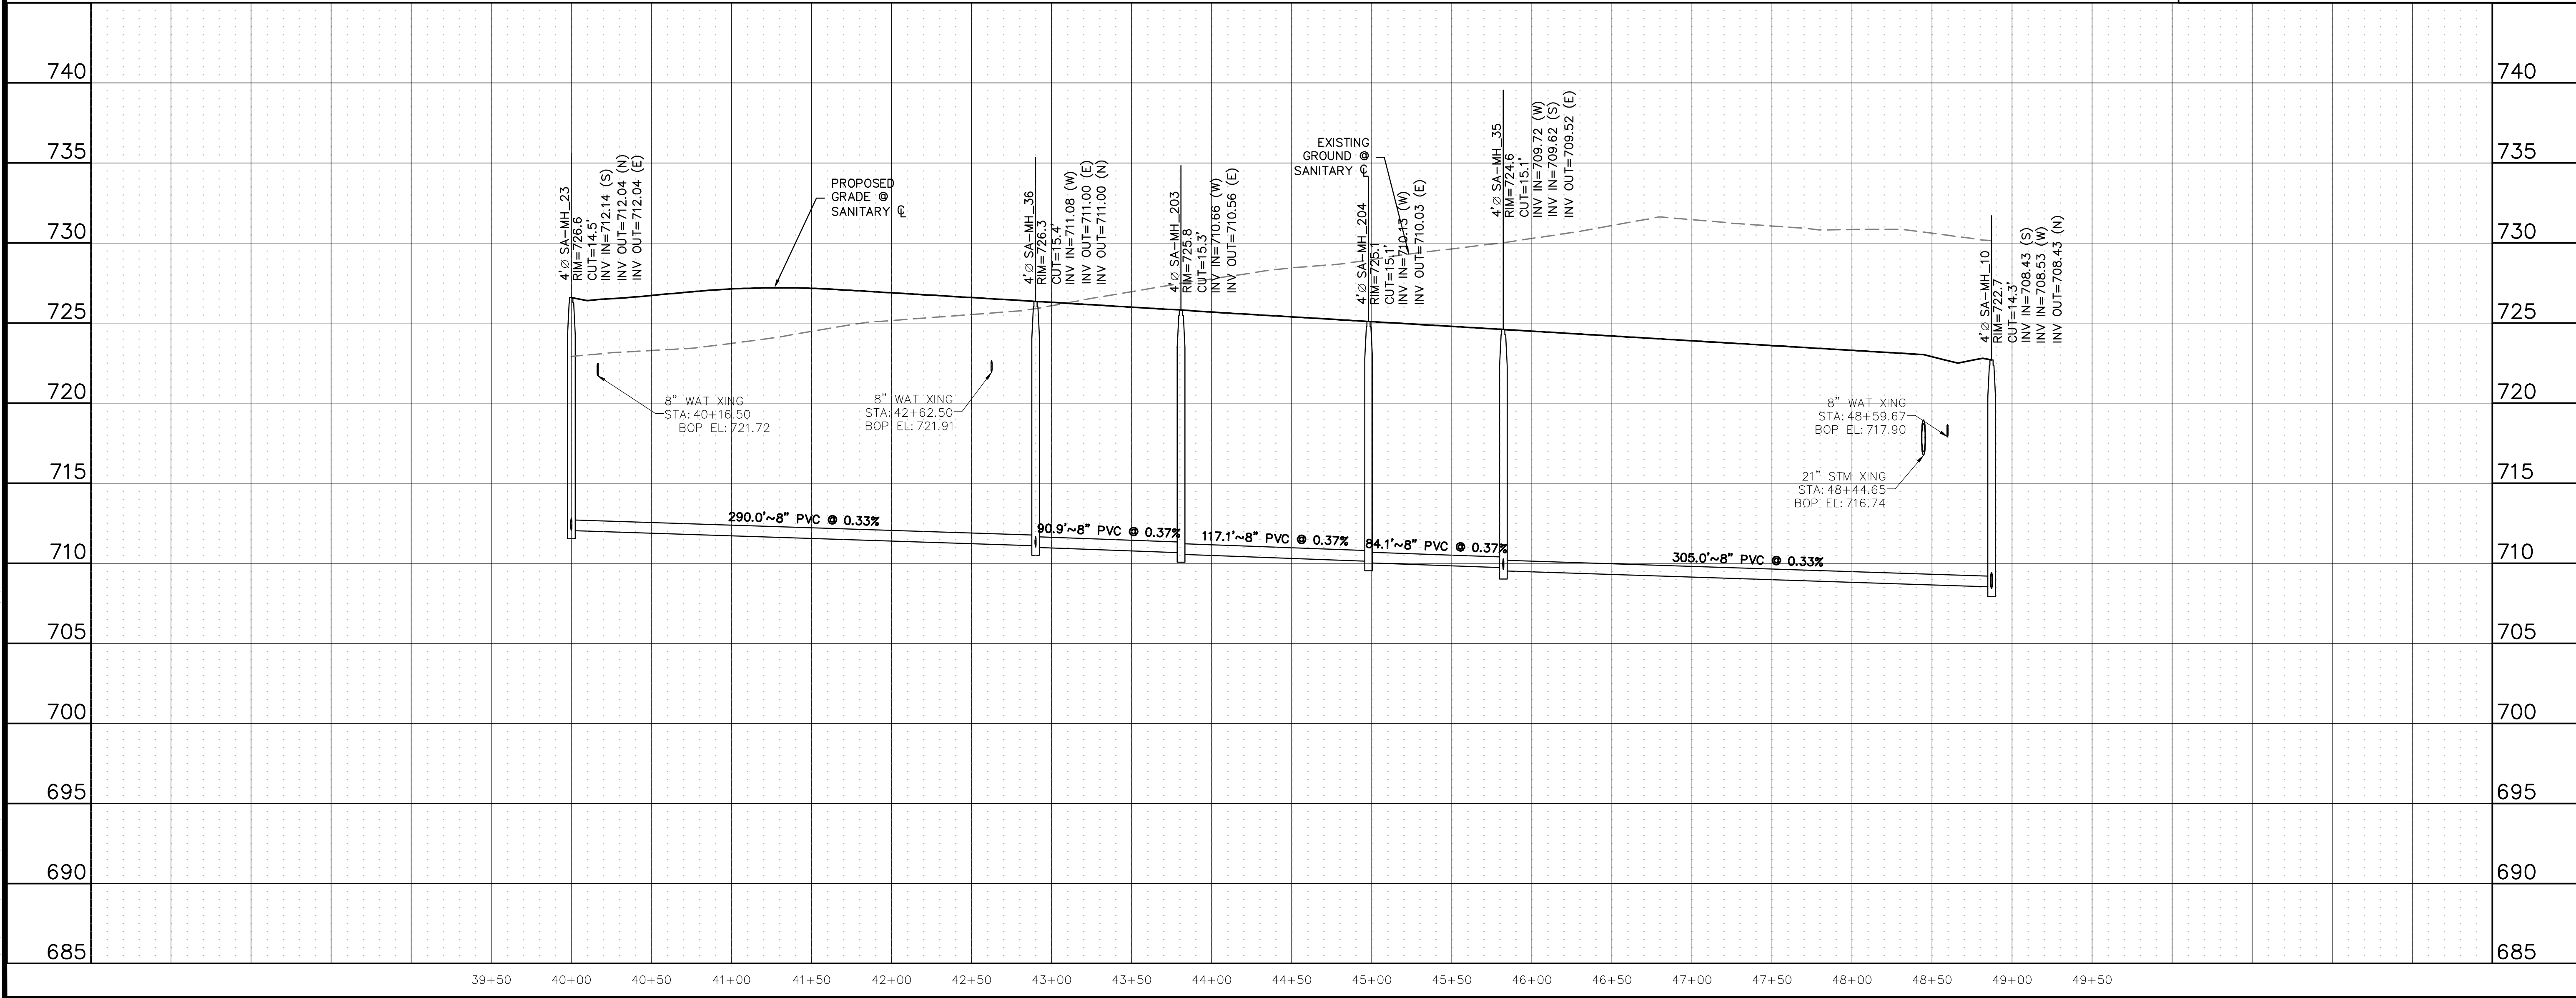 740
735
730
725
720
715
710
705
700
695
690
685
4'∅ SA-MH_23
RIM=726.6
CUT=14.5'
INV IN=712.14 (S)
INV OUT=712.04 (N)
INV OUT=712.04 (E)
PROPOSED
GRADE @
SANITARY ℄
4'∅ SA-MH_36
RIM=726.3
CUT=15.4'
INV IN=711.08 (W)
INV OUT=711.00 (E)
INV OUT=711.00 (N)
4'∅ SA-MH_203
RIM=725.8
CUT=15.3'
INV IN=710.66 (W)
INV OUT=710.56 (E)
EXISTING
GROUND @
SANITARY ℄
4'∅ SA-MH_204
RIM=725.1
CUT=15.1'
INV IN=710.13 (W)
INV OUT=710.03 (E)
4'∅ SA-MH_35
RIM=724.6
CUT=15.1'
INV IN=709.72 (W)
INV IN=709.62 (S)
INV OUT=709.52 (E)
4'∅ SA-MH_10
RIM=722.7
CUT=14.3'
INV IN=708.43 (S)
INV IN=708.53 (W)
INV OUT=708.43 (N)
8" WAT XING
STA: 40+16.50
BOP EL: 721.72
8" WAT XING
STA: 42+62.50
BOP EL: 721.91
8" WAT XING
STA: 48+59.67
BOP EL: 717.90
21" STM XING
STA: 48+44.65
BOP EL: 716.74
290.0'~8" PVC @ 0.33%
90.9'~8" PVC @ 0.37%
117.1'~8" PVC @ 0.37%
84.1'~8" PVC @ 0.37%
305.0'~8" PVC @ 0.33%
740
735
730
725
720
715
710
705
700
695
690
685
39+50 40+00 40+50 41+00 41+50 42+00 42+50 43+00 43+50 44+00 44+50 45+00 45+50 46+00 46+50 47+00 47+50 48+00 48+50 49+00 49+50